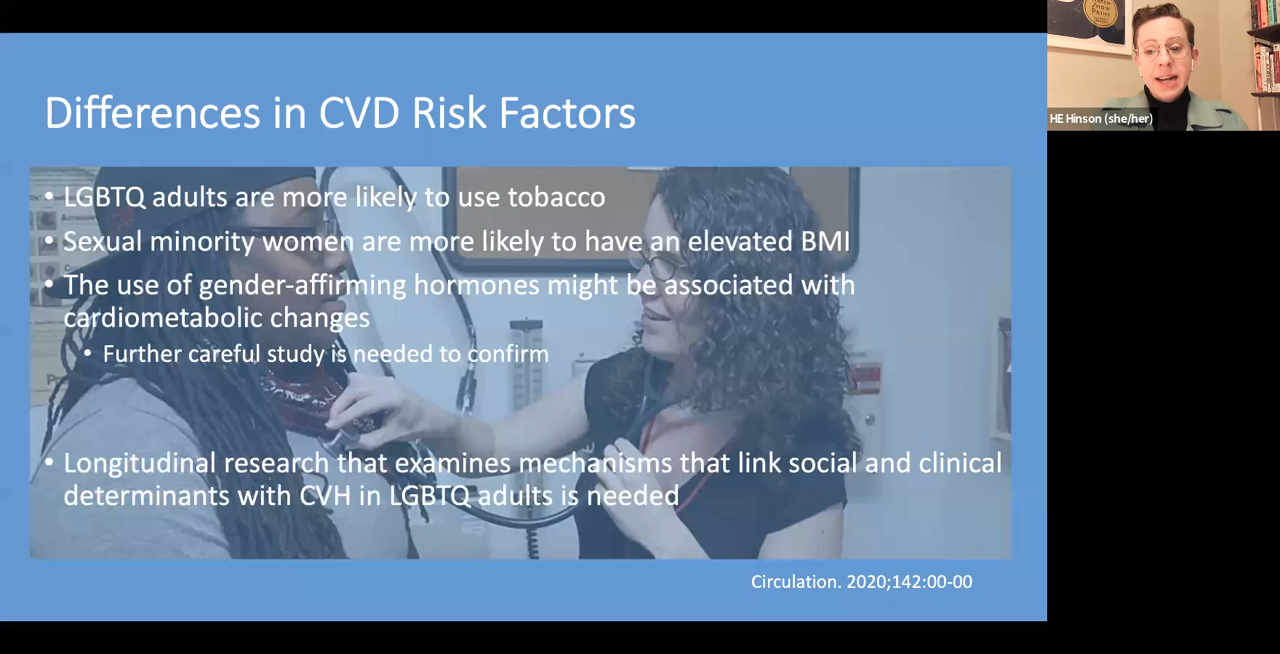 Differences in CVD Risk Factors
• LGBTQ adults are more likely to use tobacco
• Sexual minority women are more likely to have an elevated BMI
• The use of gender-affirming hormones might be associated with
cardiometabolic changes
• Further careful study is needed to confirm
• Longitudinal research that examines mechanisms that link social and clinical
determinants with CVH in LGBTQ adults is needed
Circulation. 2020;142:00-00
HE Hinson (she/her)